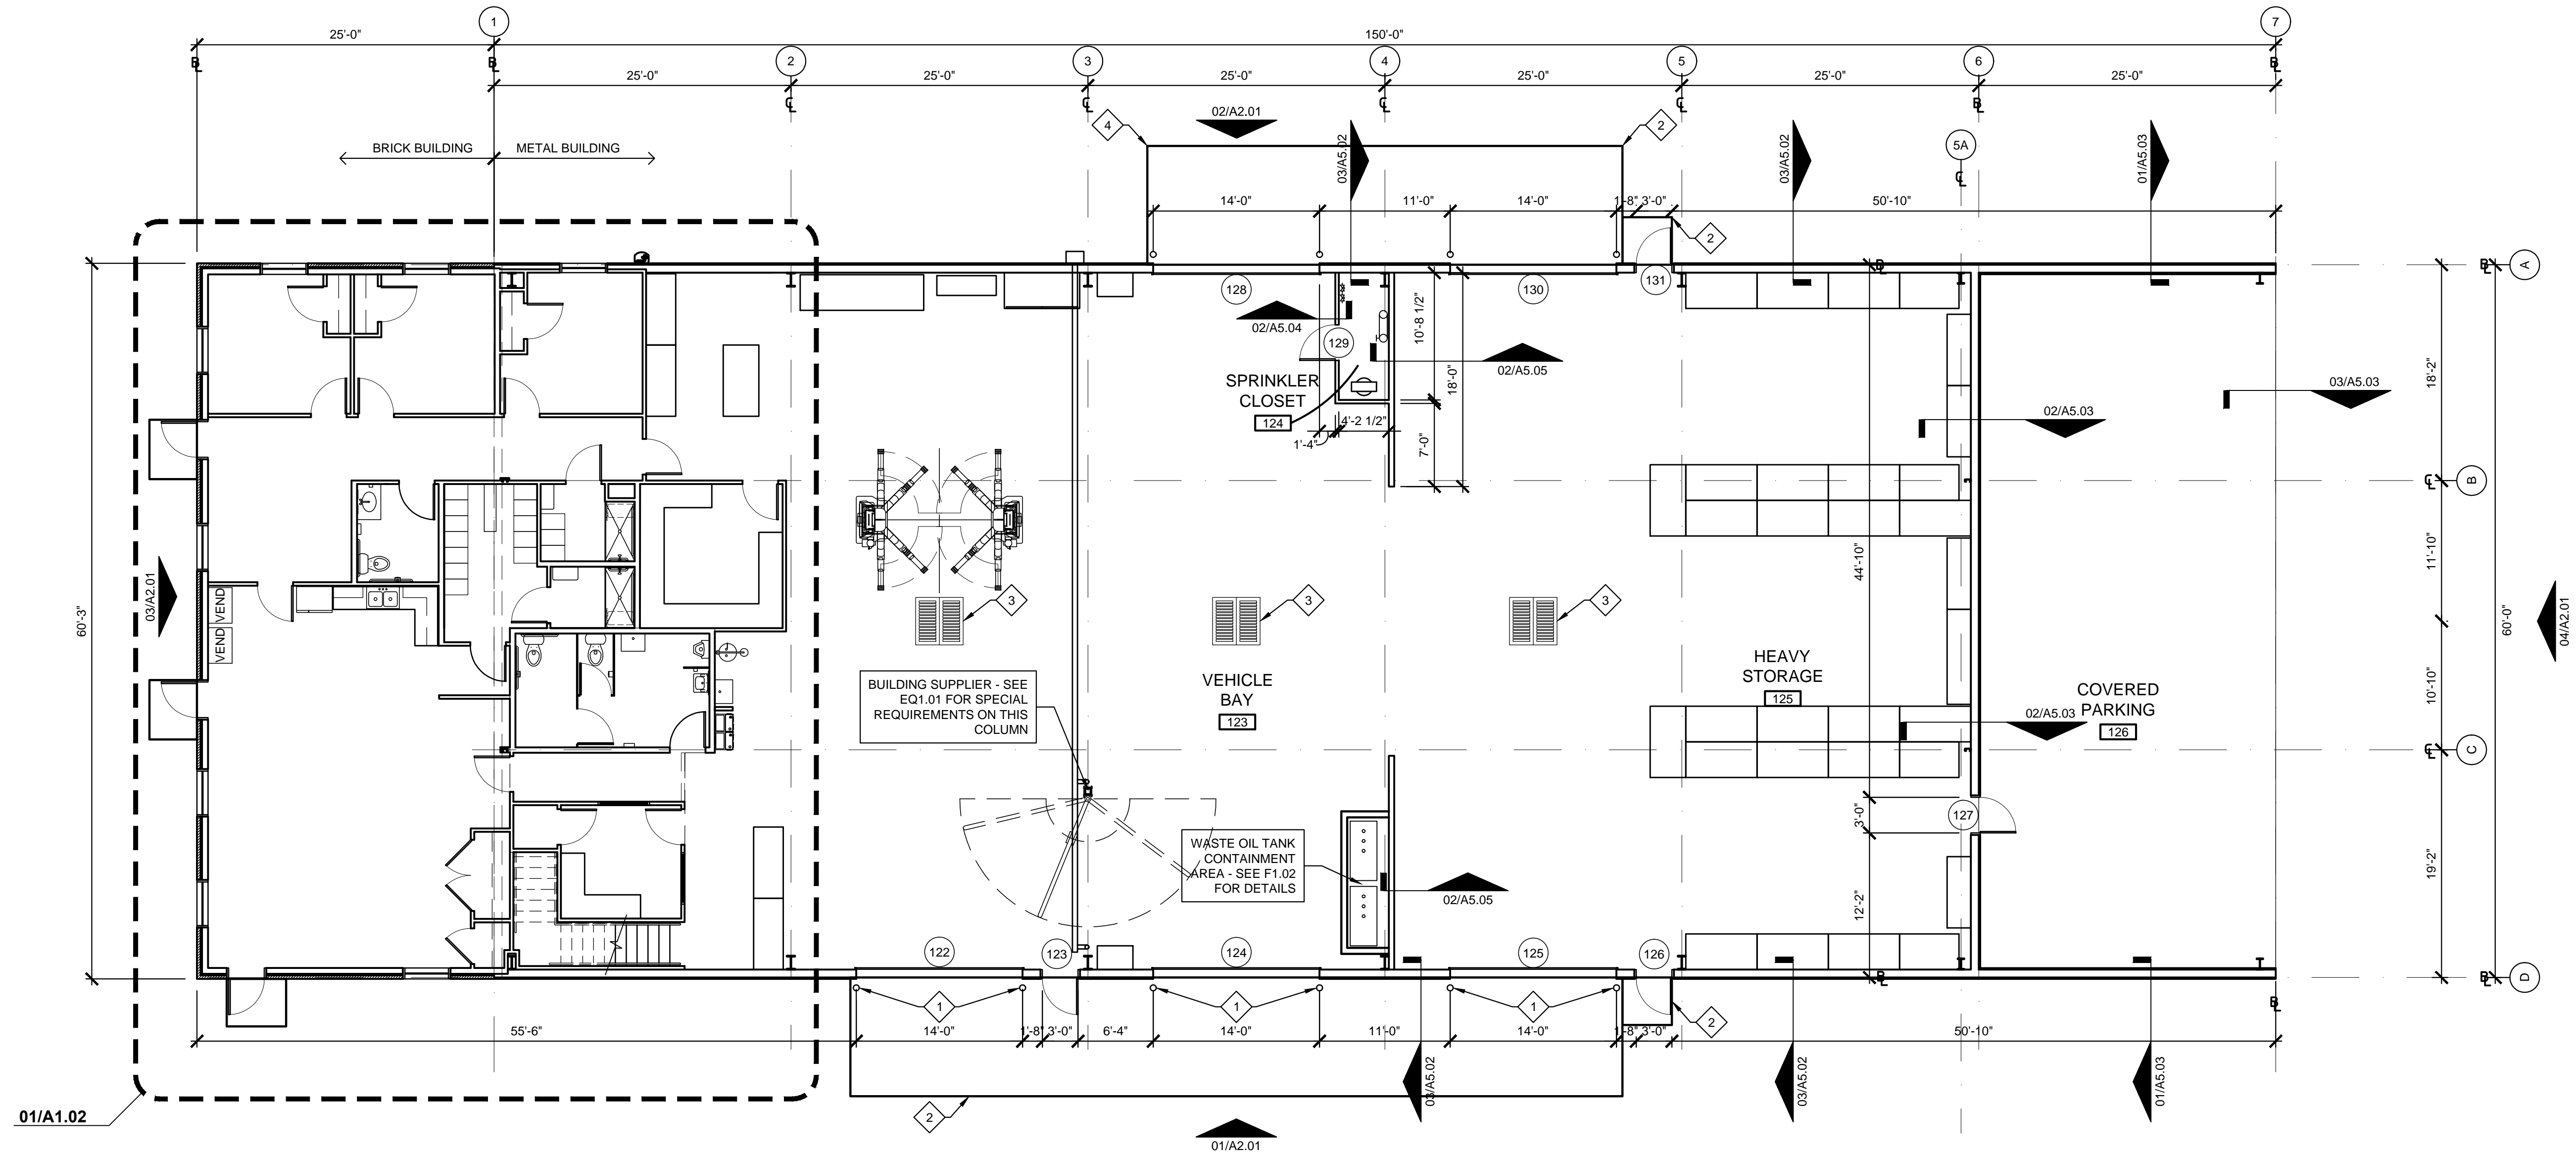 1
7
25'-0"
150'-0"
2
3
4
5
6
25'-0"
25'-0"
25'-0"
25'-0"
25'-0"
25'-0"
02/A2.01
4
2
03/A5.02
03/A5.02
5A
01/A5.03
BRICK BUILDING
METAL BUILDING
14'-0"
11'-0"
14'-0"
1'-8"
3'-0"
50'-10"
2
A
128
130
131
02/A5.04
129
10'-8 1/2"
02/A5.05
18'-0"
SPRINKLER
CLOSET
124
4'-2 1/2"
1'-4"
7'-0"
18'-2"
03/A5.03
02/A5.03
B
11'-10"
44'-10"
03/A2.01
60'-3"
VEND
VEND
3
3
3
60'-0"
04/A2.01
BUILDING SUPPLIER - SEE
EQ1.01 FOR SPECIAL
REQUIREMENTS ON THIS
COLUMN
VEHICLE
BAY
123
HEAVY
STORAGE
125
COVERED
PARKING
126
02/A5.03
10'-10"
C
3'-0"
127
WASTE OIL TANK
CONTAINMENT
AREA - SEE F1.02
FOR DETAILS
02/A5.05
12'-2"
19'-2"
122
123
124
125
126
D
1
1
1
2
55'-6"
14'-0"
1'-8"
3'-0"
6'-4"
14'-0"
11'-0"
14'-0"
1'-8"
3'-0"
50'-10"
03/A5.02
03/A5.02
01/A5.03
01/A1.02
2
01/A2.01